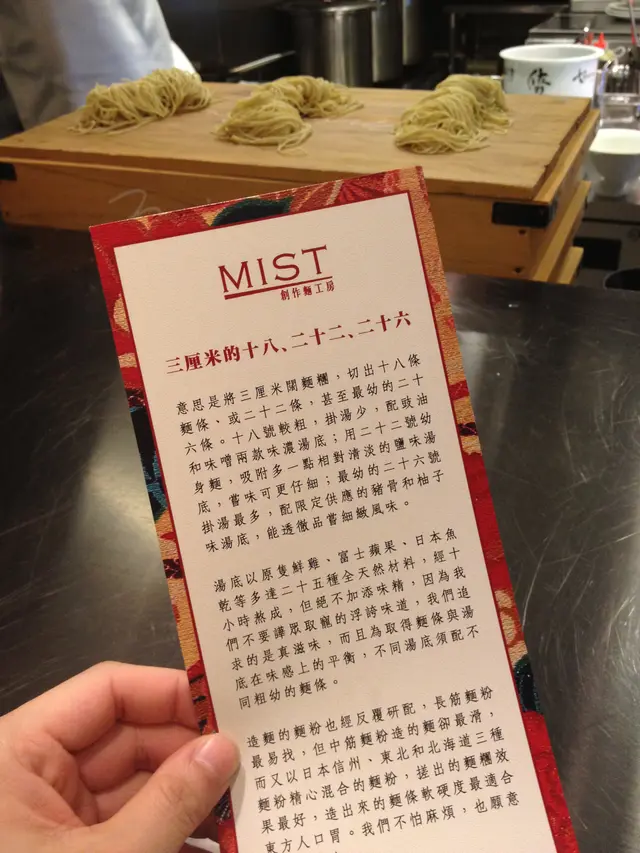 MIST
創作麵工房
三厘米的十八、二十二、二十六
意思是將三厘米闊麵糰，切出十八條
麵條、或二十二條，甚至最幼的二十
六條。十八號較粗，掛湯少，配豉油
和味噌兩款味濃湯底；用二十二號幼
身麵，吸附多一點相對清淡的鹽味湯
底，嘗味可更仔細；最幼的二十六號
掛湯最多，配限定供應的豬骨和柚子
味湯底，能透徹品嘗細緻風味。
湯底以原隻鮮雞、富士蘋果、日本魚
乾等多達二十五種全天然材料，經十
小時熬成，但絕不加添味精，因為我
們不要譁眾取寵的浮誇味道，我們追
求的是真滋味，而且為取得麵條與湯
底在味感上的平衡，不同湯底須配不
同粗幼的麵條。
造麵的麵粉也經反覆研配，長筋麵粉
最易找，但中筋麵粉造的麵卻最滑，
而又以日本信州、東北和北海道三種
麵粉精心混合的麵粉，搓出的麵糰效
果最好，造出來的麵條軟硬度最適合
東方人口胃。我們不怕麻煩，也願意